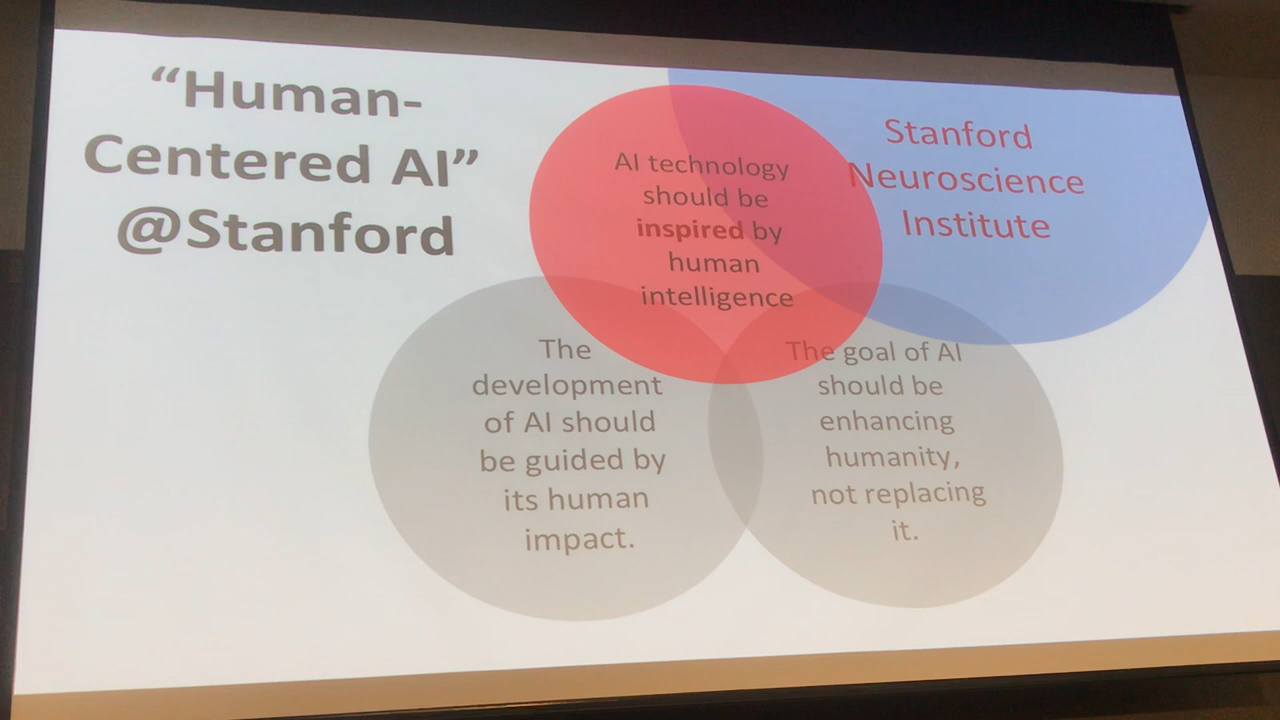 “Human-
Centered AI”
@Stanford
AI technology
should be
inspired by
human
intelligence
Stanford
Neuroscience
Institute
The
development
of AI should
be guided by
its human
impact.
The goal of AI
should be
enhancing
humanity,
not replacing
it.